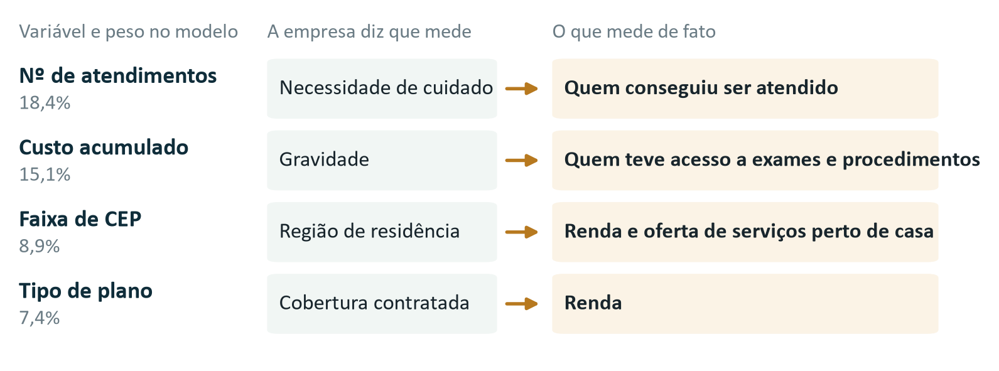 Variável e peso no modelo
A empresa diz que mede
O que mede de fato
Nº de atendimentos
18,4%
Necessidade de cuidado
Quem conseguiu ser atendido
Custo acumulado
15,1%
Gravidade
Quem teve acesso a exames e procedimentos
Faixa de CEP
8,9%
Região de residência
Renda e oferta de serviços perto de casa
Tipo de plano
7,4%
Cobertura contratada
Renda